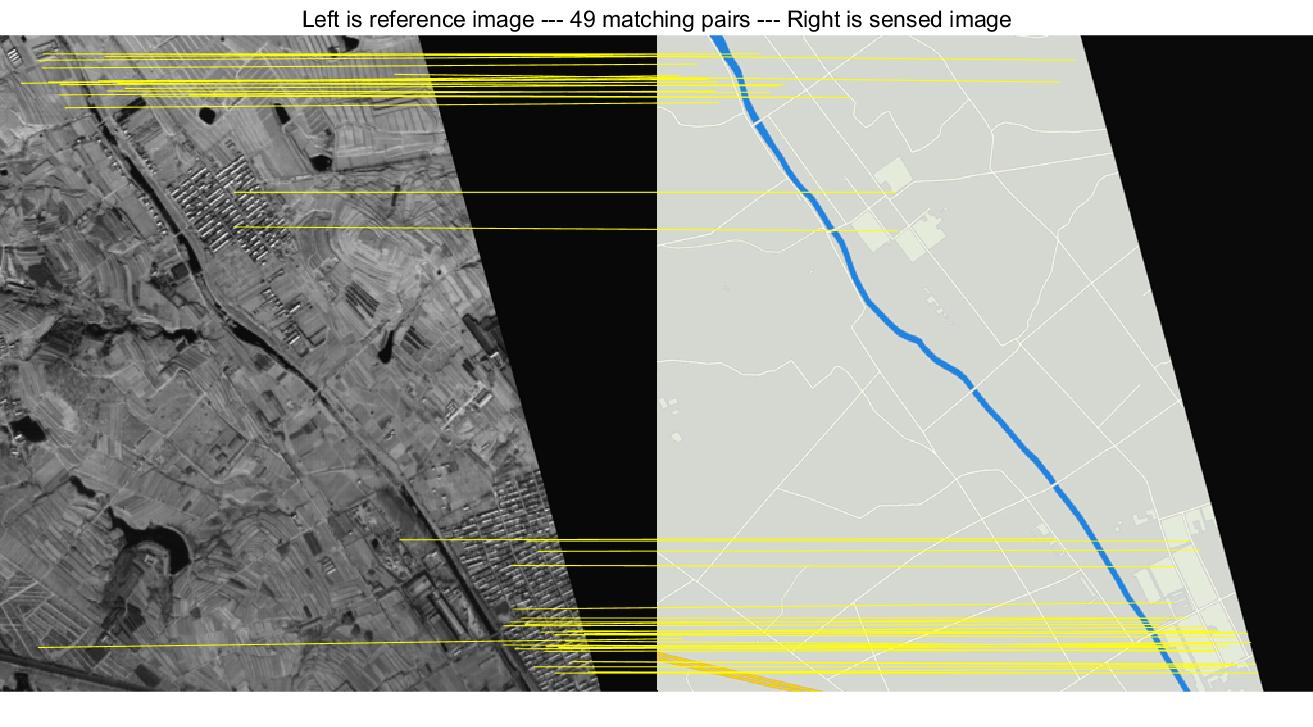 Left is reference image --- 49 matching pairs --- Right is sensed image